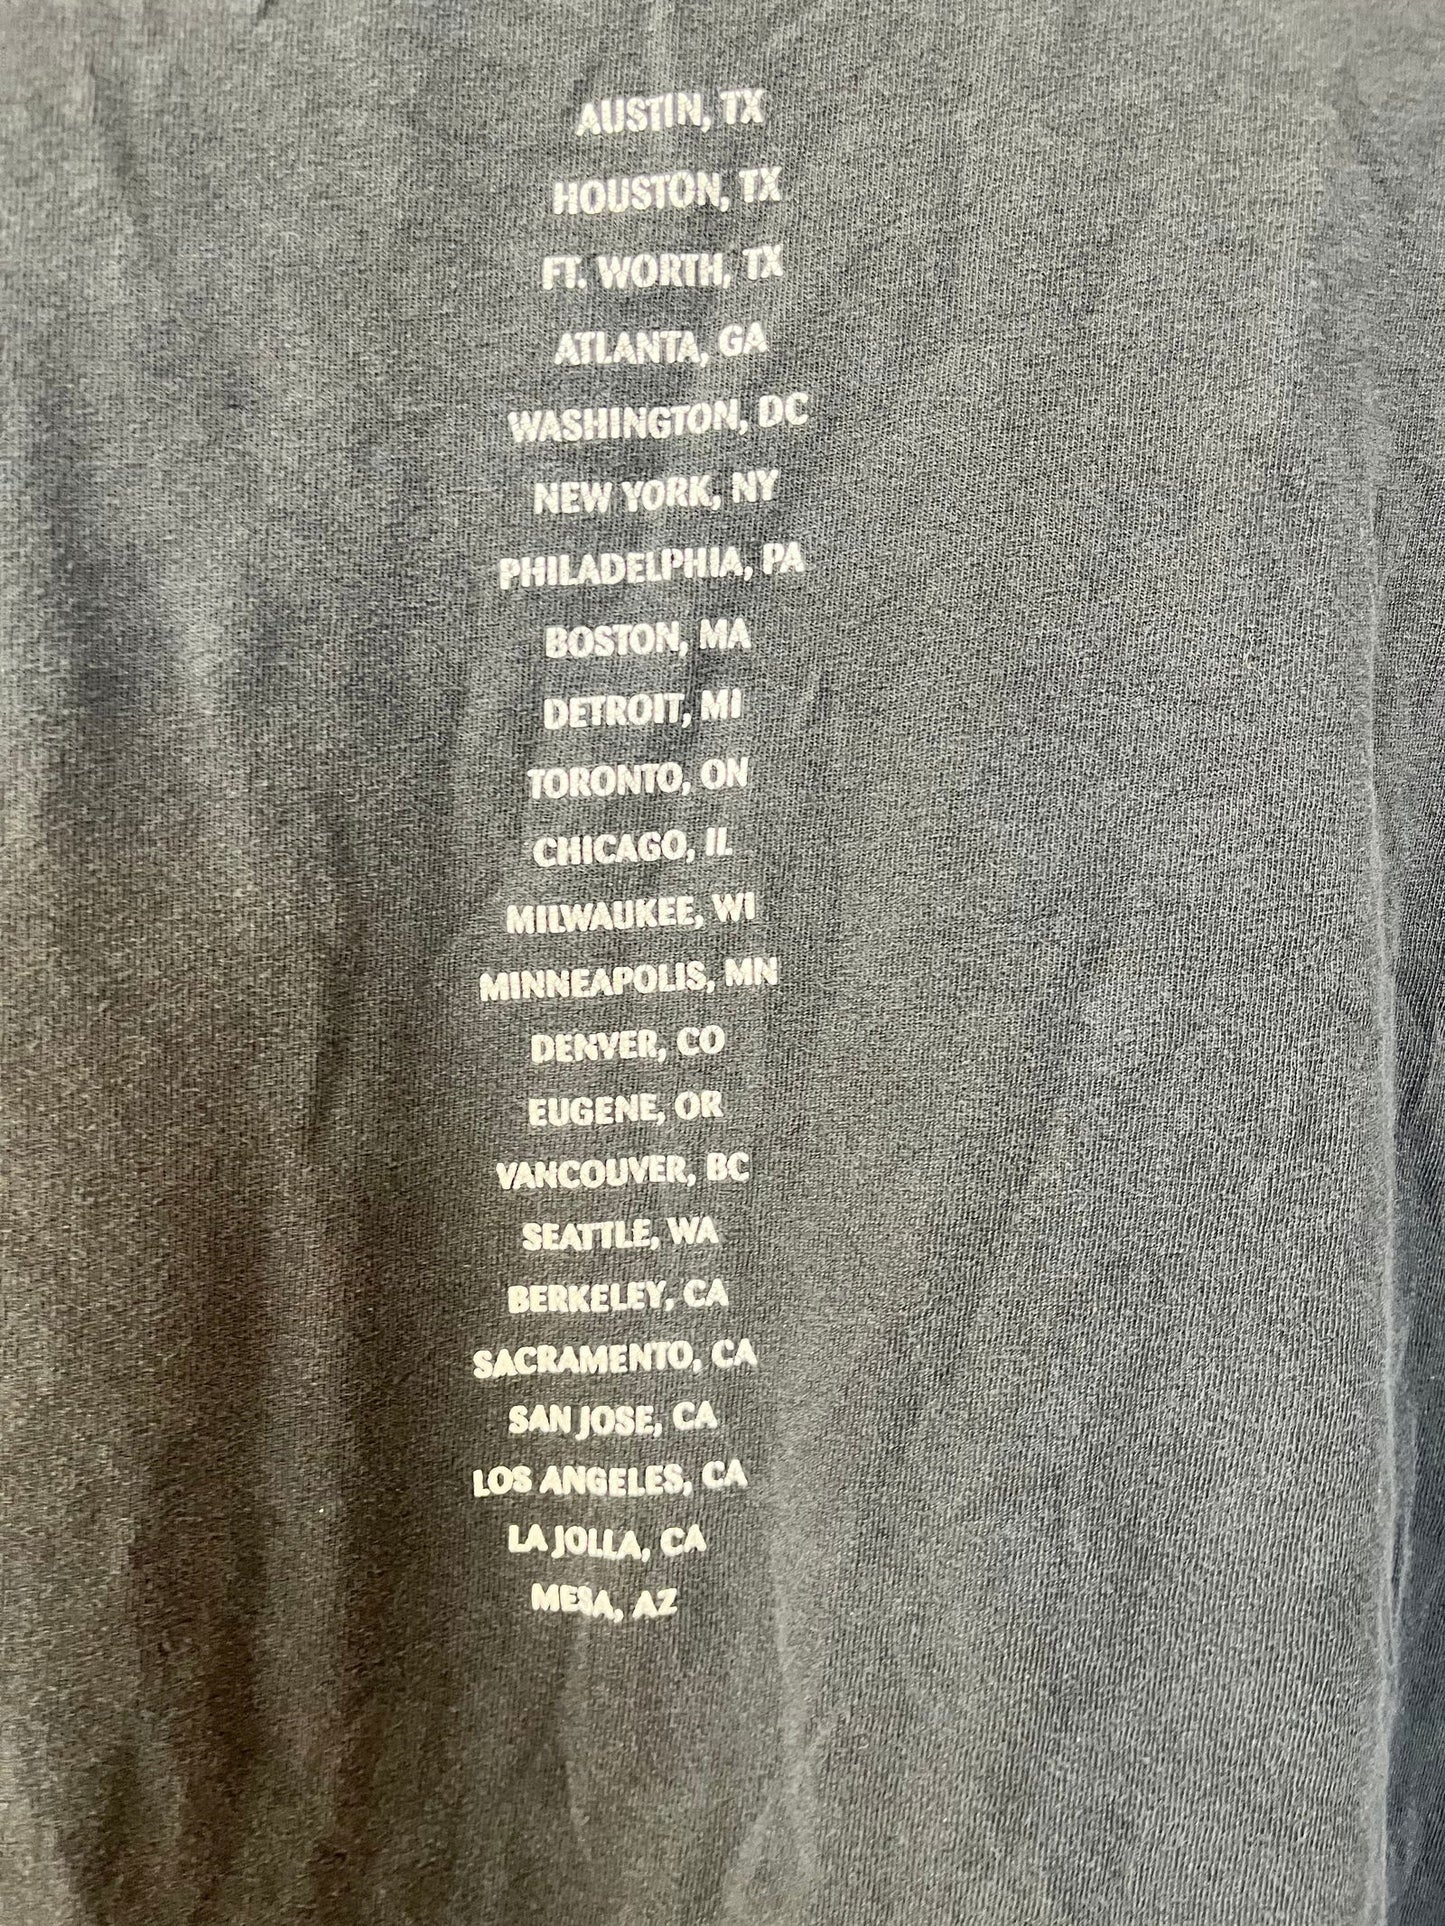 AUSTIN, TX
HOUSTON, TX
FT. WORTH, TX
ATLANTA, GA
WASHINGTON, DC
NEW YORK, NY
PHILADELPHIA, PA
BOSTON, MA
DETROIT, MI
TORONTO, ON
CHICAGO, IL
MILWAUKEE, WI
MINNEAPOLIS, MN
DENVER, CO
EUGENE, OR
VANCOUVER, BC
SEATTLE, WA
BERKELEY, CA
SACRAMENTO, CA
SAN JOSE, CA
LOS ANGELES, CA
LA JOLLA, CA
MESA, AZ